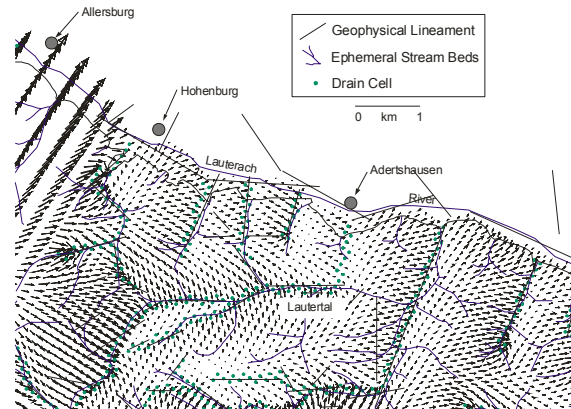 Allersburg
Geophysical Lineament
Ephemeral Stream Beds
Drain Cell
Hohenburg
0 km 1
Lauterach
Adertshausen
River
Lautertal